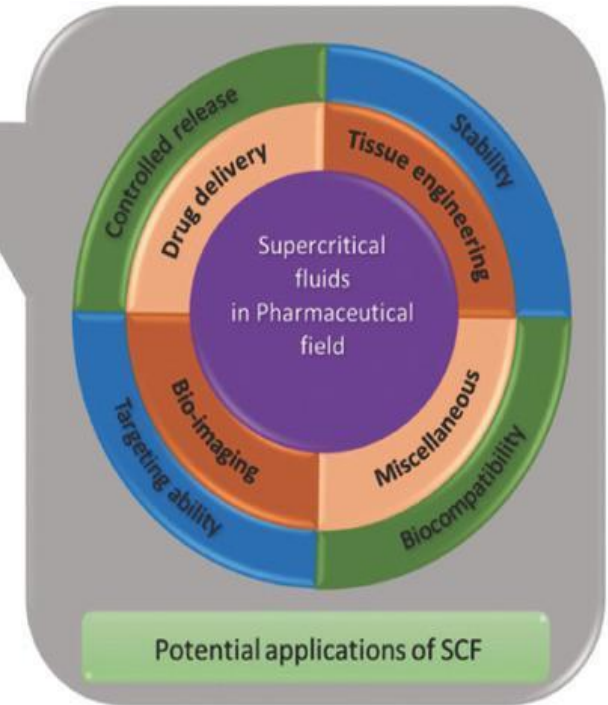 Controlled release
Stability
Drug delivery
Tissue engineering
Supercritical
fluids
in Pharmaceutical
field
Targeting ability
Bio-imaging
Miscellaneous
Biocompatibility
Potential applications of SCF